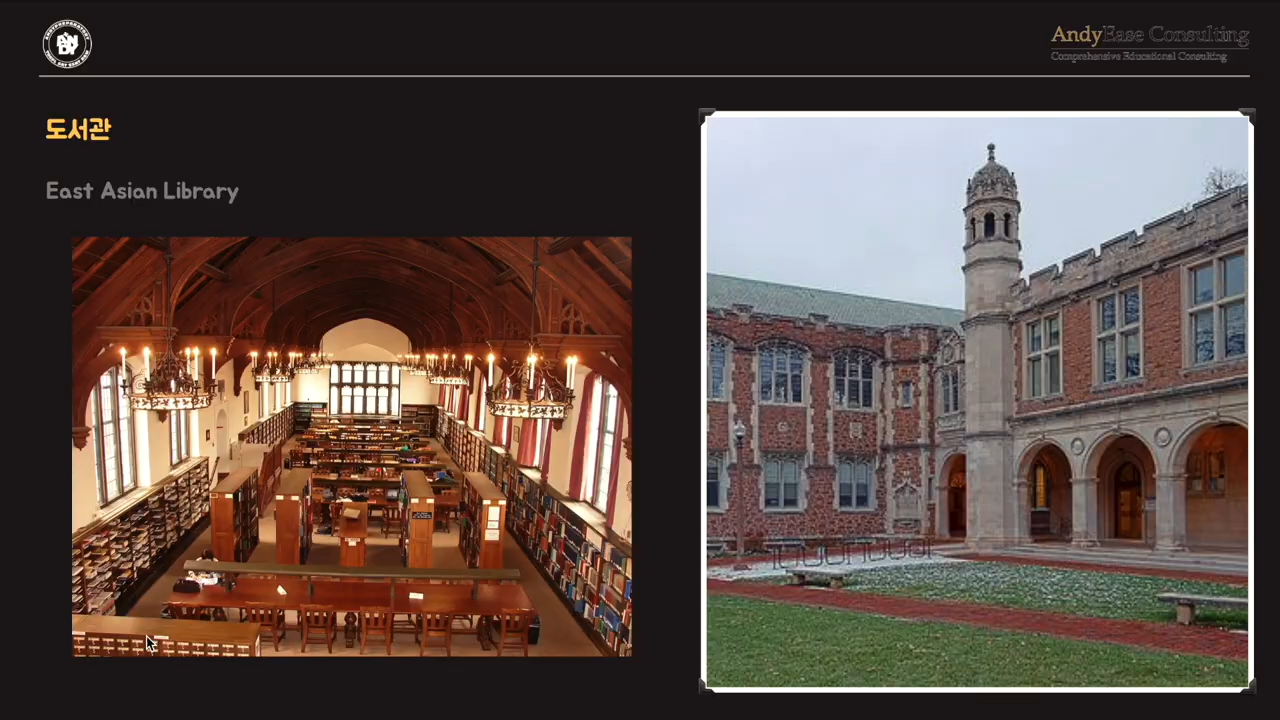 AndyEase Consulting
Comprehensive Educational Consulting
도서관
East Asian Library